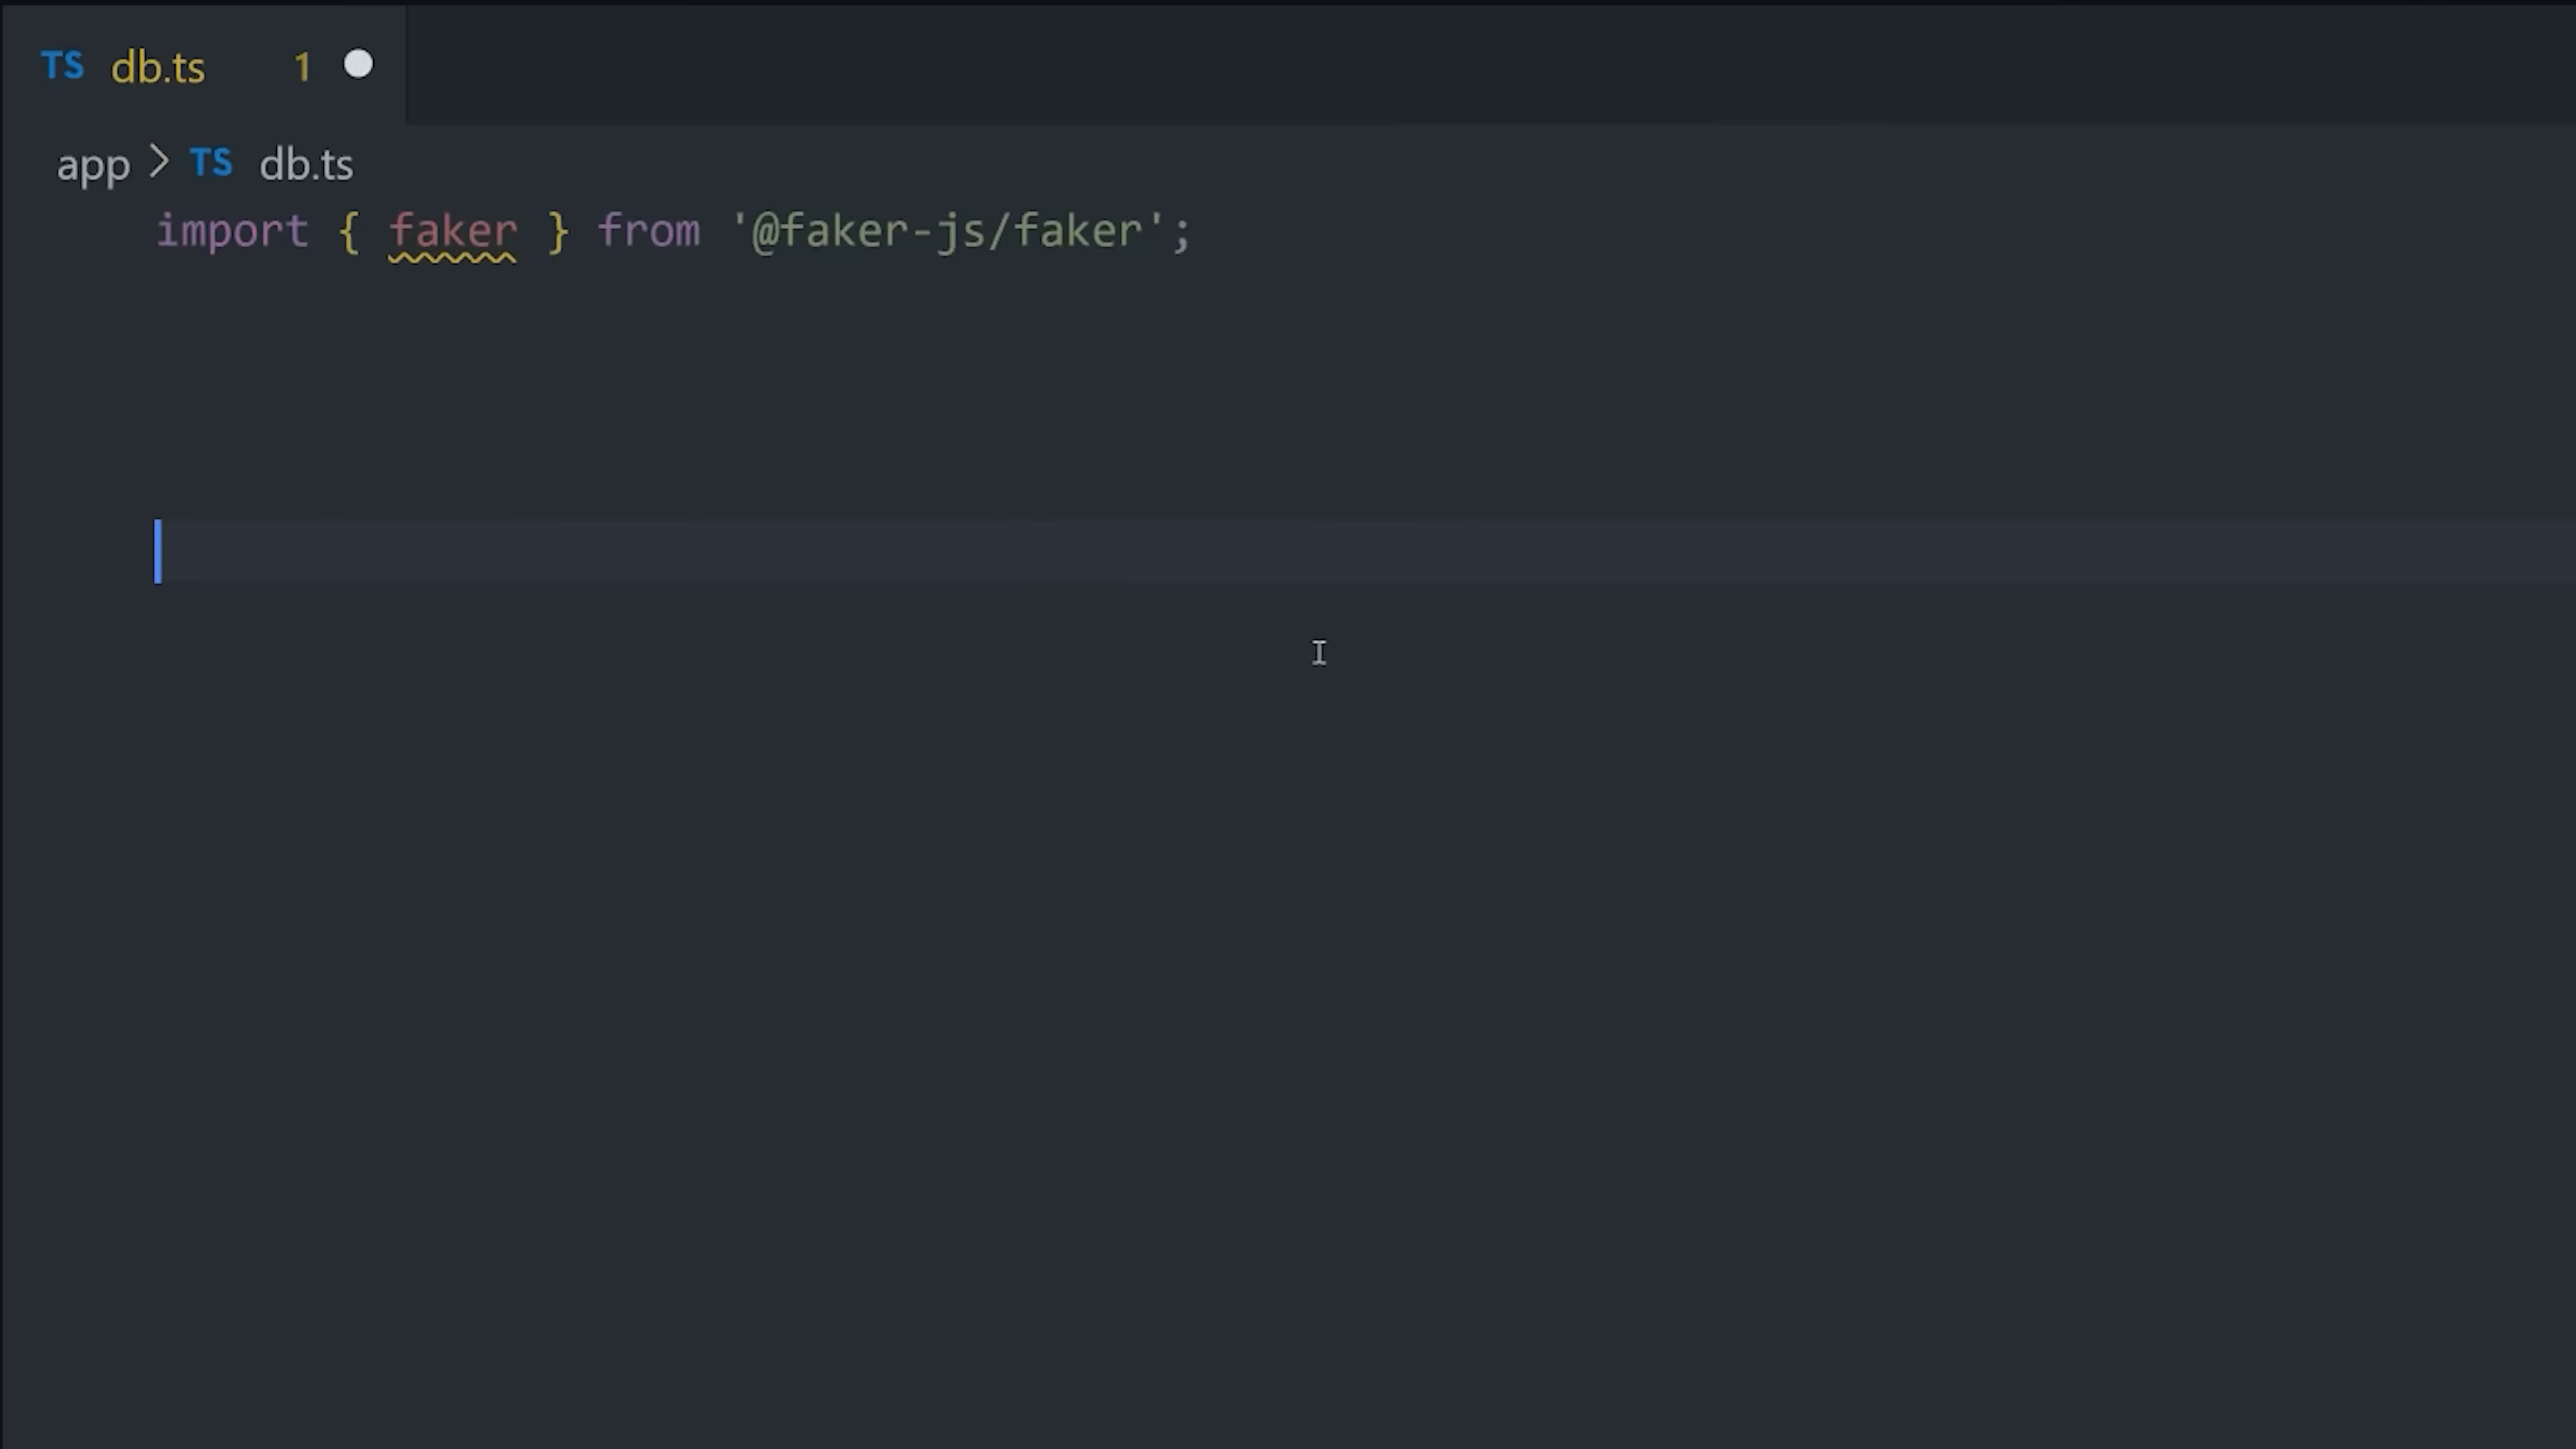 TS db.ts 1
app > TS db.ts
import { faker } from '@faker-js/faker';